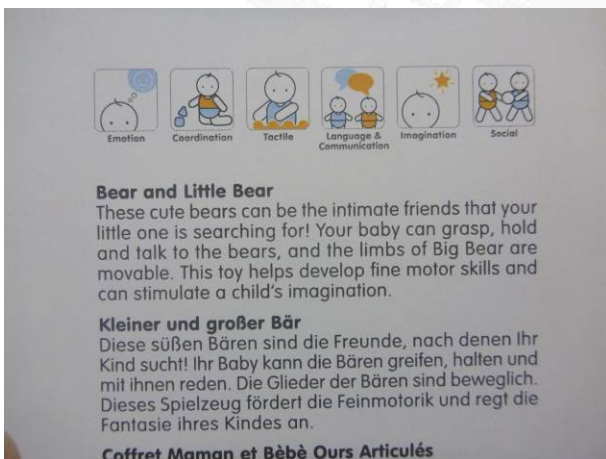 Emotion
Coordination
Tactile
Language &
Communication
Imagination
Social
Bear and Little Bear
These cute bears can be the intimate friends that your
little one is searching for! Your baby can grasp, hold
and talk to the bears, and the limbs of Big Bear are
movable. This toy helps develop fine motor skills and
can stimulate a child's imagination.
Kleiner und großer Bär
Diese süßen Bären sind die Freunde, nach denen Ihr
Kind sucht! Ihr Baby kann die Bären greifen, halten und
mit ihnen reden. Die Glieder der Bären sind beweglich.
Dieses Spielzeug fördert die Feinmotorik und regt die
Fantasie ihres Kindes an.
Coffret Maman et Bèbè Ours Articulés